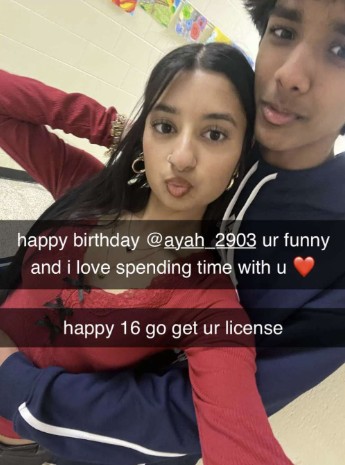 happy birthday @ayah_2903 ur funny
and i love spending time with u ❤️
happy 16 go get ur license